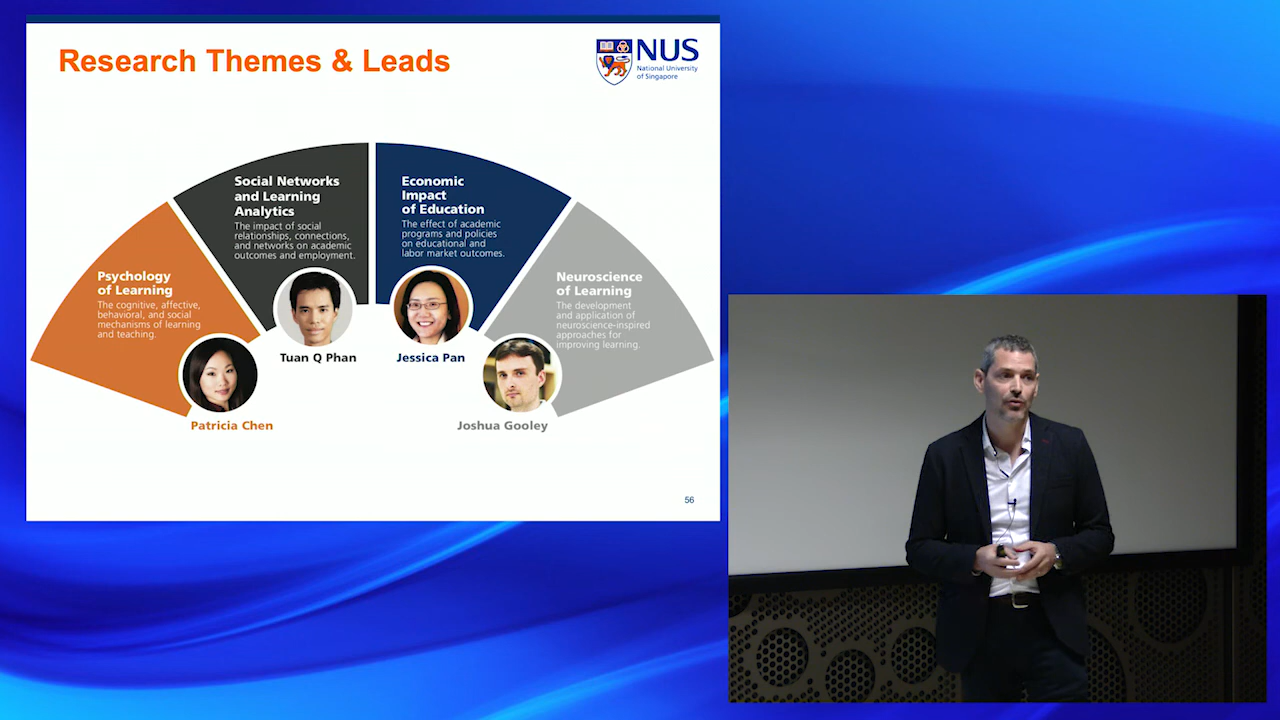 Research Themes & Leads
NUS
National University
of Singapore
Psychology
of Learning
The cognitive, affective,
behavioral, and social
mechanisms of learning
and teaching.
Patricia Chen
Social Networks
and Learning
Analytics
The impact of social
relationships, connections,
and networks on academic
outcomes and employment.
Tuan Q Phan
Economic
Impact
of Education
The effect of academic
programs and policies
on educational and
labor market outcomes.
Jessica Pan
Neuroscience
of Learning
The development
and application of
neuroscience-inspired
approaches for
improving learning.
Joshua Gooley
56